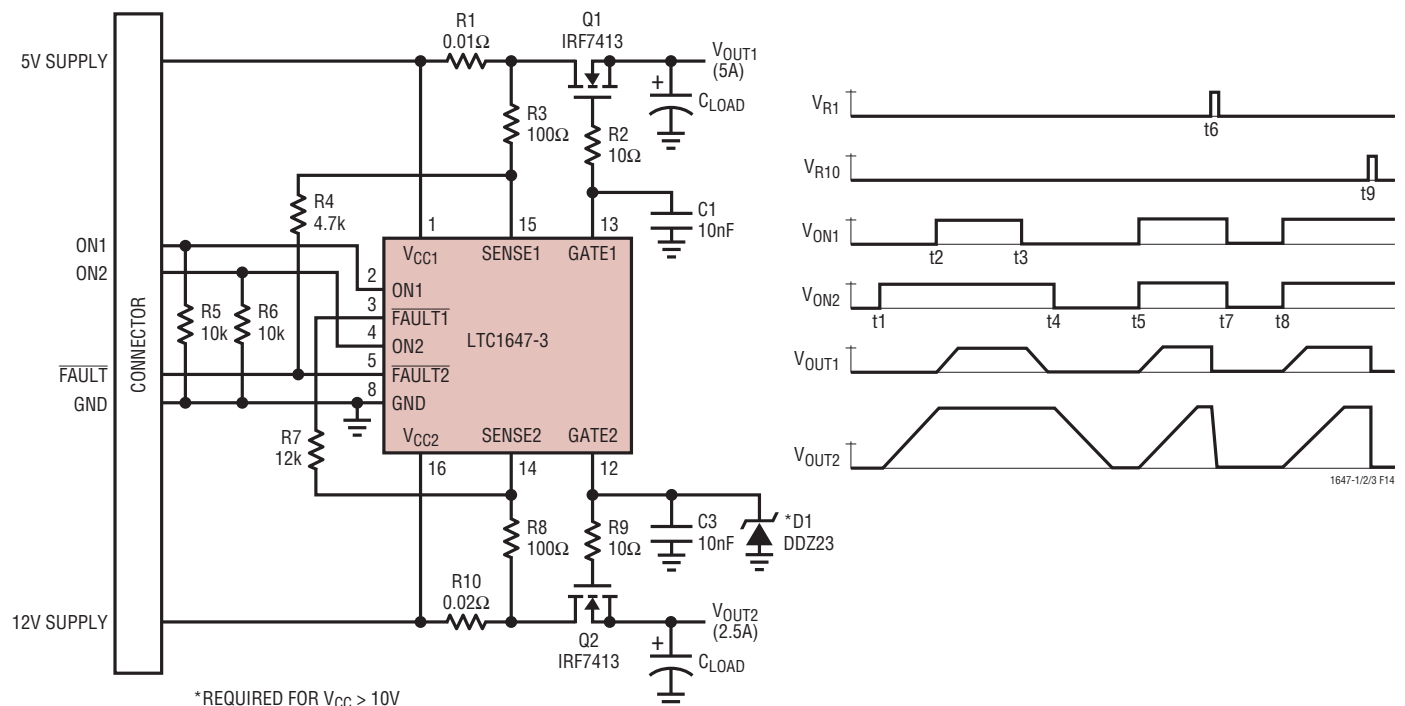 5V SUPPLY
ON1
ON2
FAULT
GND
12V SUPPLY
CONNECTOR
R1
0.01Ω
Q1
IRF7413
VOUT1
(5A)
+
CLOAD
R3
100Ω
R2
10Ω
R4
4.7k
C1
10nF
R5
10k
R6
10k
1
15
13
VCC1
SENSE1
GATE1
2
ON1
3
FAULT1
4
ON2
5
FAULT2
8
GND
LTC1647-3
VCC2
SENSE2
GATE2
16
14
12
R7
12k
R8
100Ω
R9
10Ω
C3
10nF
*D1
DDZ23
R10
0.02Ω
Q2
IRF7413
VOUT2
(2.5A)
+
CLOAD
*REQUIRED FOR VCC > 10V
VR1
t6
VR10
t9
VON1
t2
t3
VON2
t1
t4
t5
t7
t8
VOUT1
VOUT2
1647-1/2/3 F14